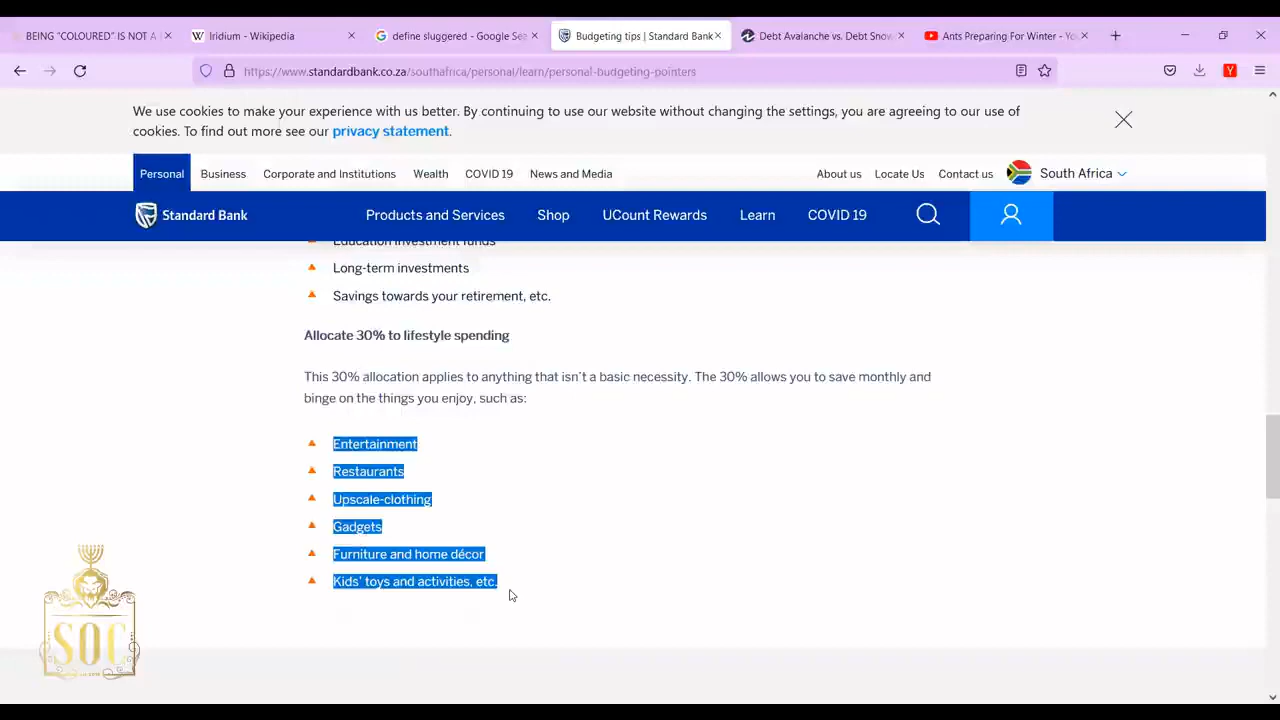 BEING "COLOURED" IS NOT A
Iridium - Wikipedia
define sluggered - Google Sea
Budgeting tips | Standard Bank
Debt Avalanche vs. Debt Snow
Ants Preparing For Winter - Yo
https://www.standardbank.co.za/southafrica/personal/learn/personal-budgeting-pointers
We use cookies to make your experience with us better. By continuing to use our website without changing the settings, you are agreeing to our use of
cookies. To find out more see our privacy statement.
Personal
Business
Corporate and Institutions
Wealth
COVID 19
News and Media
About us
Locate Us
Contact us
South Africa
Standard Bank
Products and Services
Shop
UCount Rewards
Learn
COVID 19
Education investment funds
Long-term investments
Savings towards your retirement, etc.
Allocate 30% to lifestyle spending
This 30% allocation applies to anything that isn't a basic necessity. The 30% allows you to save monthly and
binge on the things you enjoy, such as:
Entertainment
Restaurants
Upscale-clothing
Gadgets
Furniture and home décor
Kids' toys and activities, etc.
SOC